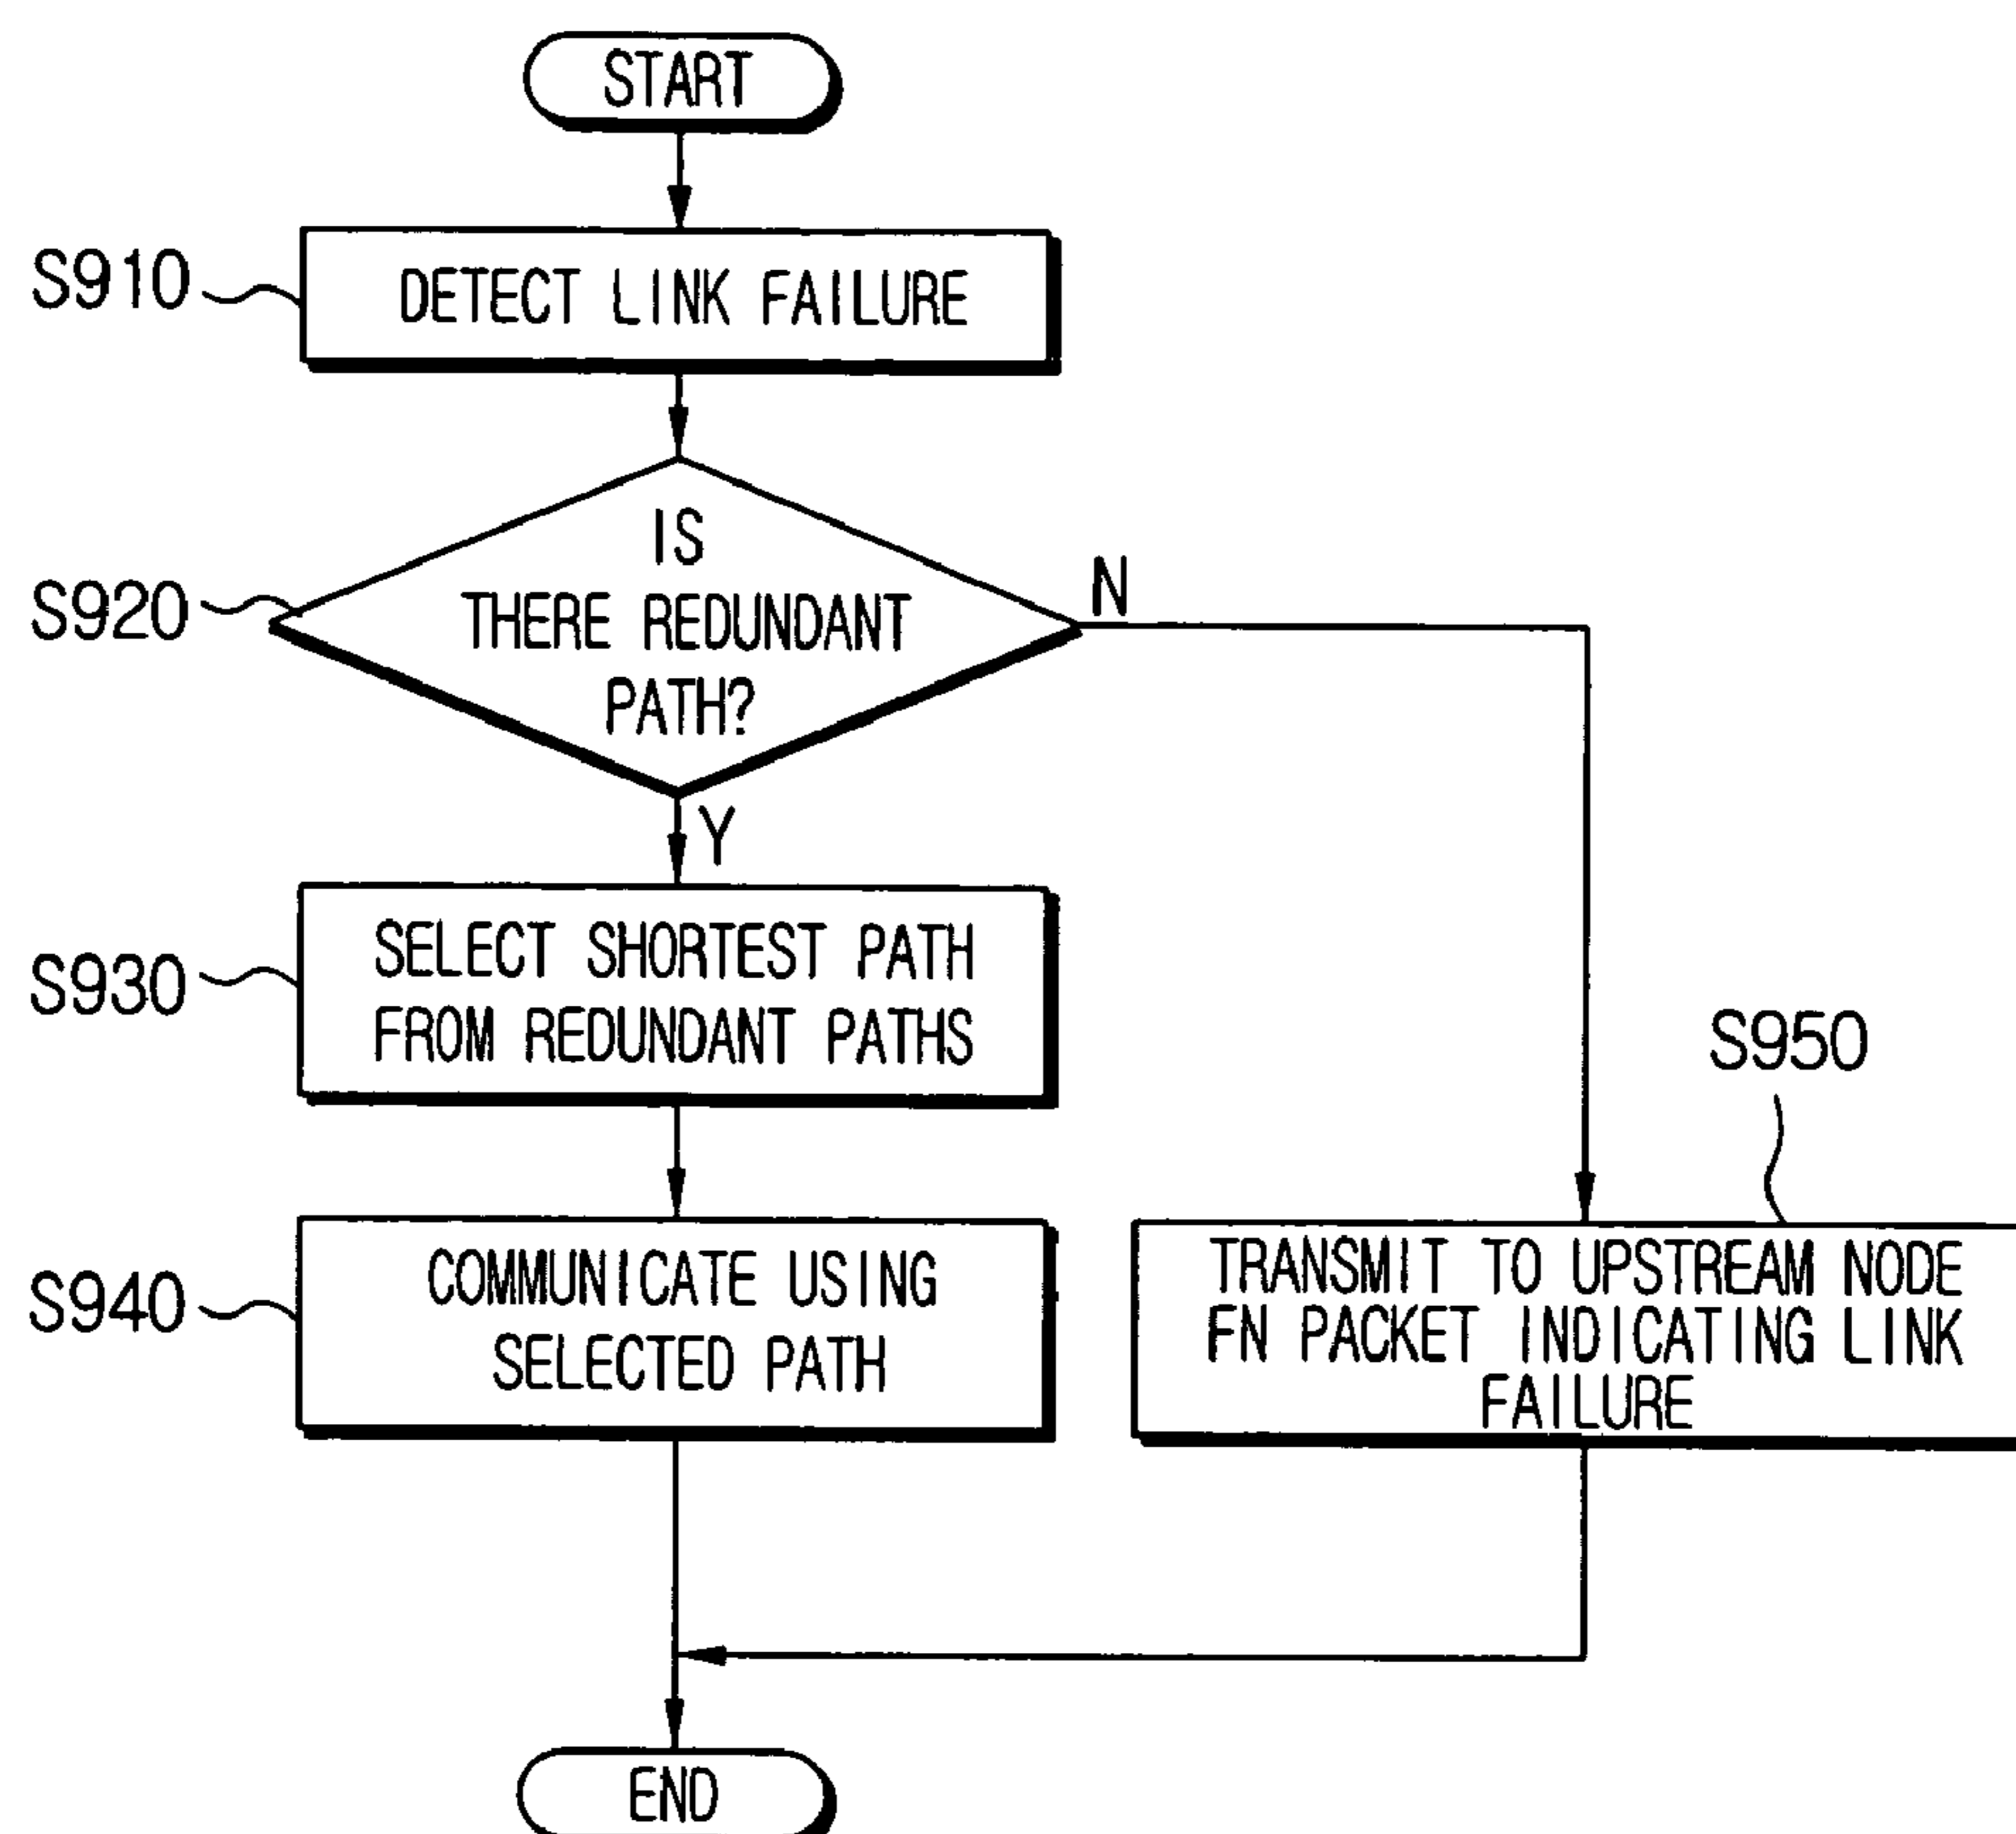 START
S910
DETECT LINK FAILURE
S920
IS
THERE REDUNDANT
PATH?
N
Y
S930
SELECT SHORTEST PATH
FROM REDUNDANT PATHS
S940
COMMUNICATE USING
SELECTED PATH
S950
TRANSMIT TO UPSTREAM NODE
FN PACKET INDICATING LINK
FAILURE
END